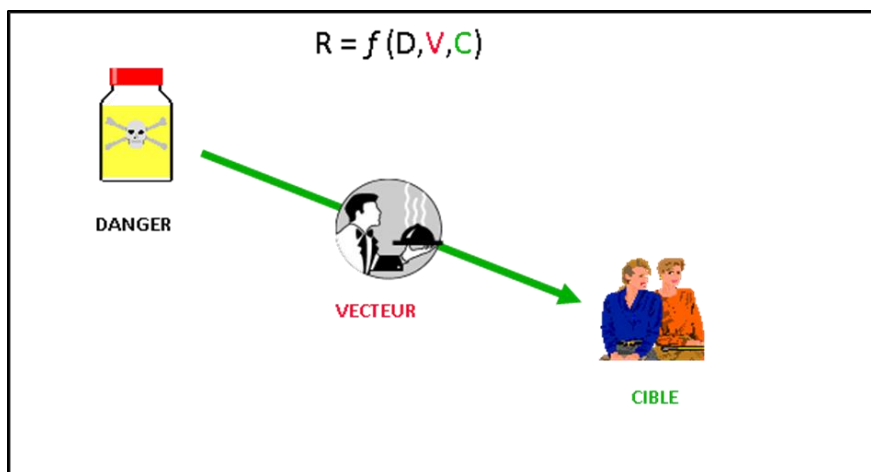 R = f (D,V,C)
DANGER
VECTEUR
CIBLE